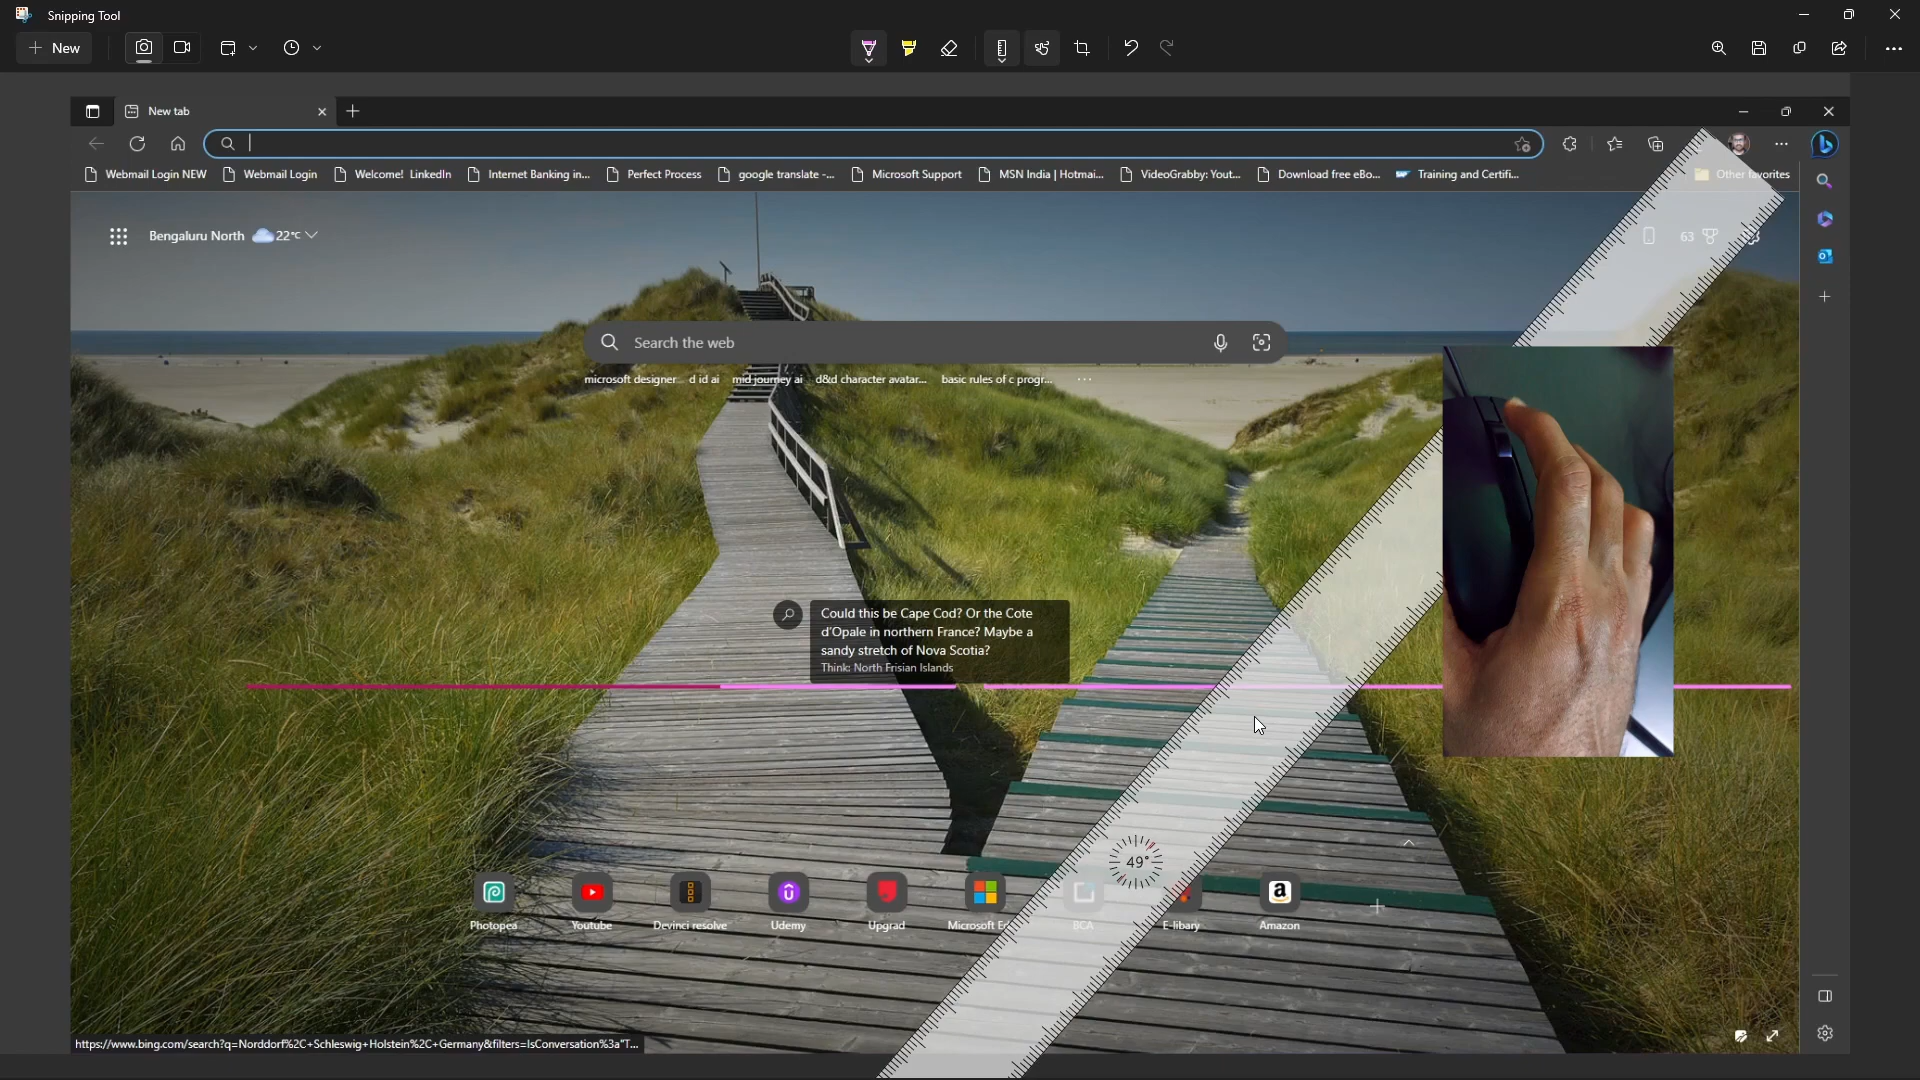 Snipping Tool
New
New tab
Webmail Login NEW
Webmail Login
Welcome! LinkedIn
Internet Banking in...
Perfect Process
google translate -...
Microsoft Support
MSN India | Hotmai...
VideoGrabby: Yout...
Download free eBo...
Training and Certifi...
Other favorites
Bengaluru North 22°C
63
Search the web
microsoft designer... d id ai mid journey ai d&d character avatar... basic rules of c progr... ...
Could this be Cape Cod? Or the Cote
d'Opale in northern France? Maybe a
sandy stretch of Nova Scotia?
Think: North Frisian Islands
49°
Photopea
Youtube
Devinci resolve
Udemy
Upgrad
Microsoft E
BCA
E-libary
Amazon
https://www.bing.com/search?q=Norddorf%2C+Schleswig+Holstein%2C+Germany&filters=IsConversation%3a"T...